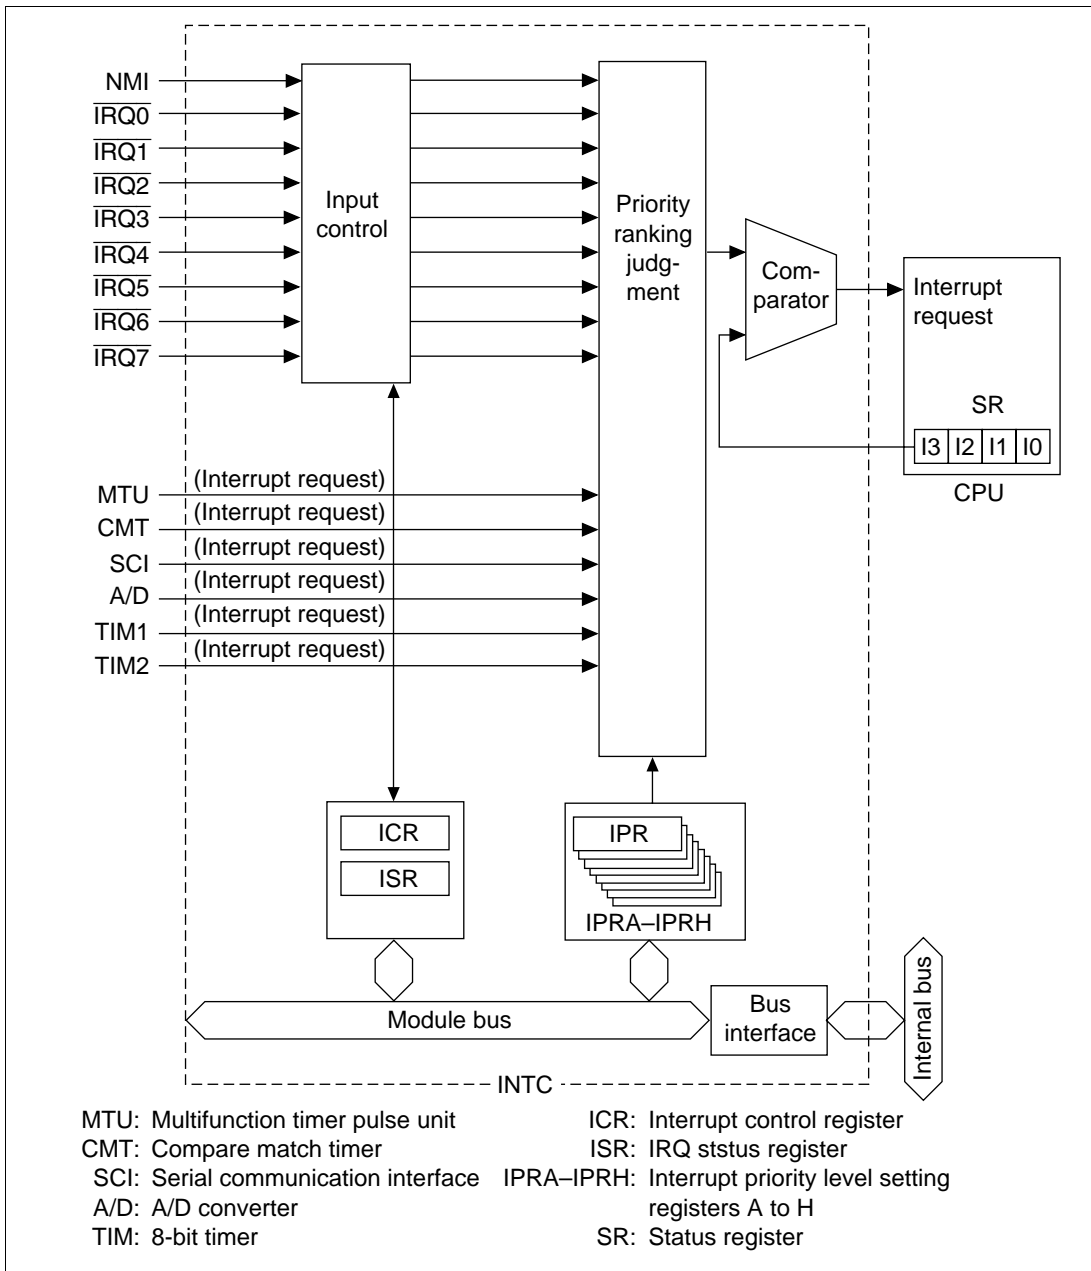 NMI
IRQ0
IRQ1
IRQ2
IRQ3
IRQ4
IRQ5
IRQ6
IRQ7
Input
control
Priority
ranking
judg-
ment
Com-
parator
Interrupt
request
SR
I3 I2 I1 I0
CPU
MTU (Interrupt request)
CMT (Interrupt request)
SCI (Interrupt request)
A/D (Interrupt request)
TIM1 (Interrupt request)
TIM2 (Interrupt request)
ICR
ISR
IPR
IPRA–IPRH
Module bus
Bus
interface
Internal bus
INTC
MTU: Multifunction timer pulse unit
CMT: Compare match timer
SCI: Serial communication interface
A/D: A/D converter
TIM: 8-bit timer
ICR: Interrupt control register
ISR: IRQ ststus register
IPRA–IPRH: Interrupt priority level setting
registers A to H
SR: Status register